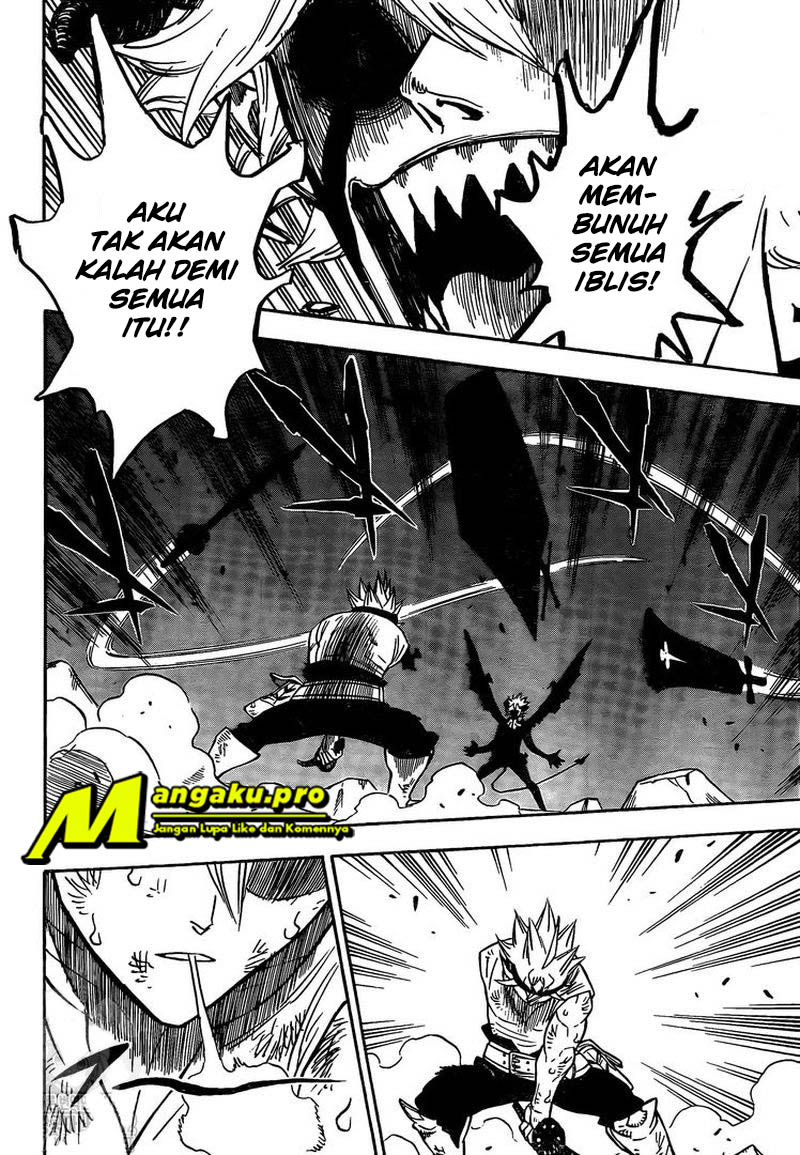 AKAN
MEM-
BUNUH
SEMUA
IBLIS!
AKU
TAK AKAN
KALAH DEMI
SEMUA
ITU!!
Mangaku.pro
Jangan Lupa Like dan Komennya